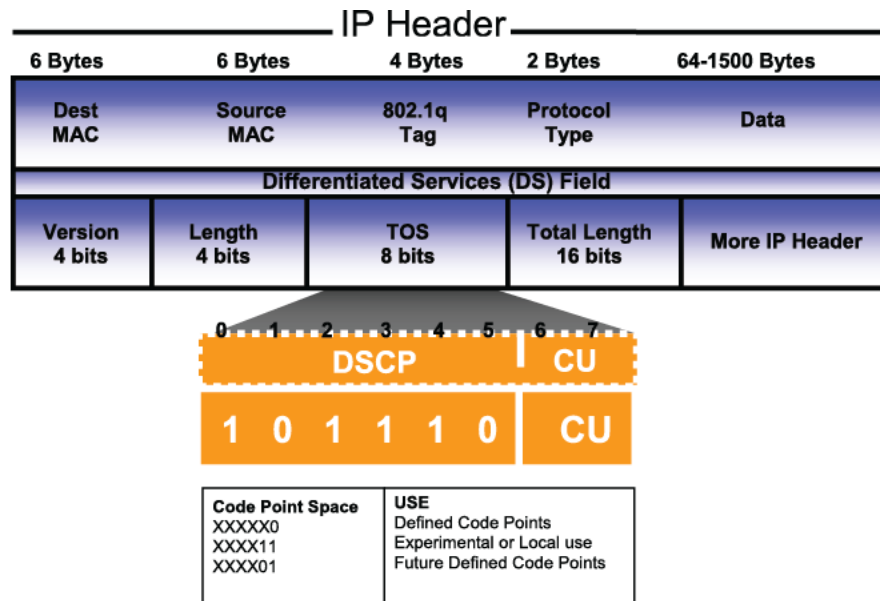 IP Header
6 Bytes 6 Bytes 4 Bytes 2 Bytes 64-1500 Bytes
Dest Source 802.1q Protocol Data
MAC MAC Tag Type
Differentiated Services (DS) Field
Version Length TOS Total Length More IP Header
4 bits 4 bits 8 bits 16 bits
0 1 2 3 4 5 6 7
DSCP CU
1 0 1 1 1 0 CU
Code Point Space USE
XXXXX0 Defined Code Points
XXXX11 Experimental or Local use
XXXX01 Future Defined Code Points